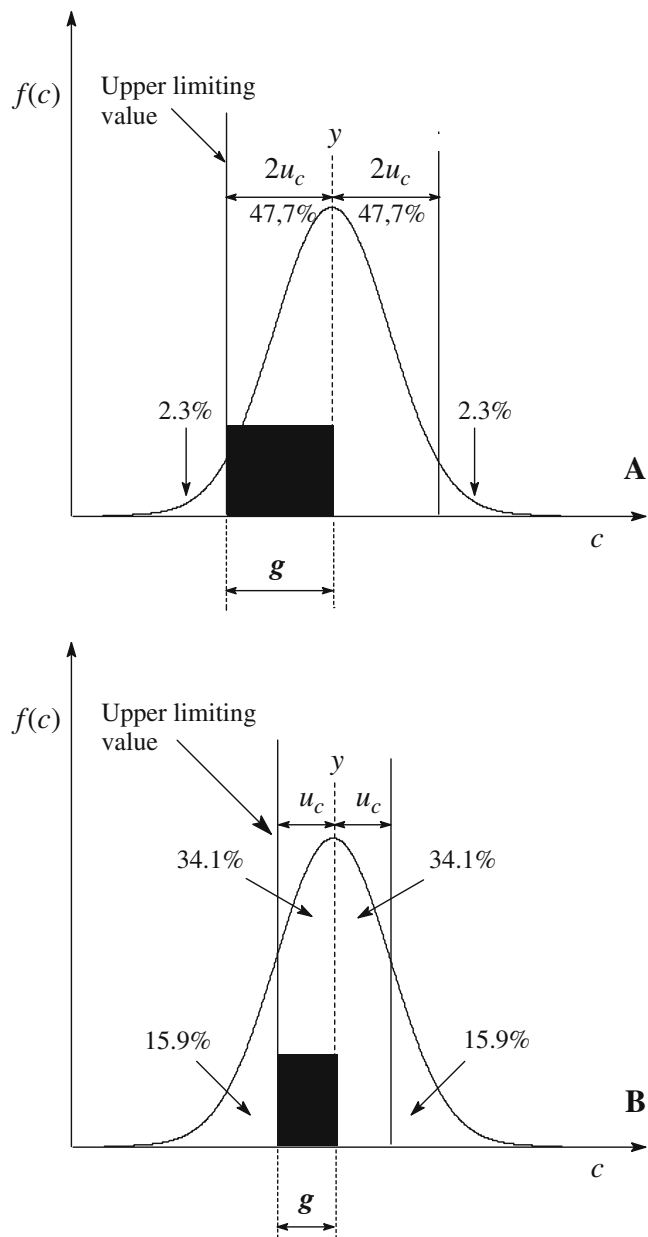 f(c)
Upper limiting
value
y
2u_c
2u_c
47,7%
47,7%
2.3%
2.3%
A
c
g
f(c)
Upper limiting
value
y
u_c
u_c
34.1%
34.1%
15.9%
15.9%
B
c
g